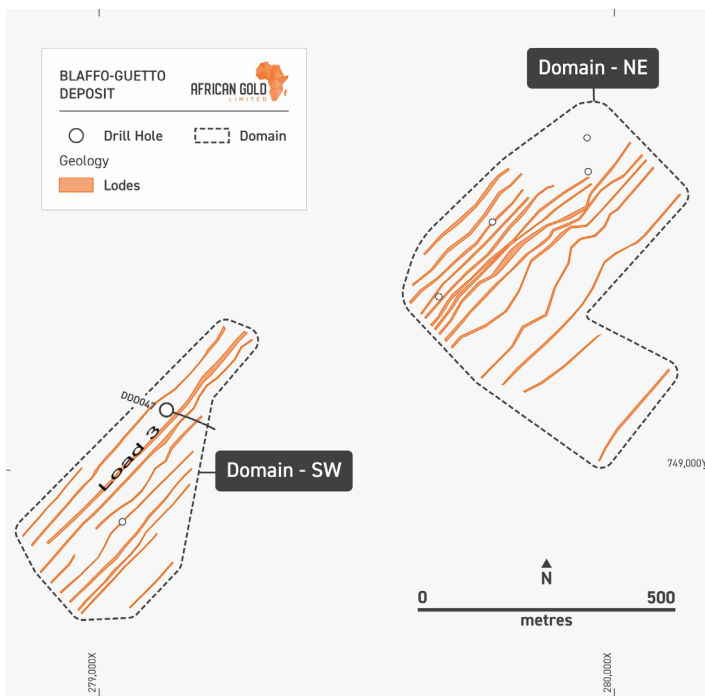 BLAFFO-GUETTO
DEPOSIT
AFRICAN GOLD
LIMITED
Drill Hole
Domain
Geology
Lodes
Domain - NE
DDD047
Load 3
Domain - SW
749,000Y
N
0
500
metres
279,000X
280,000X